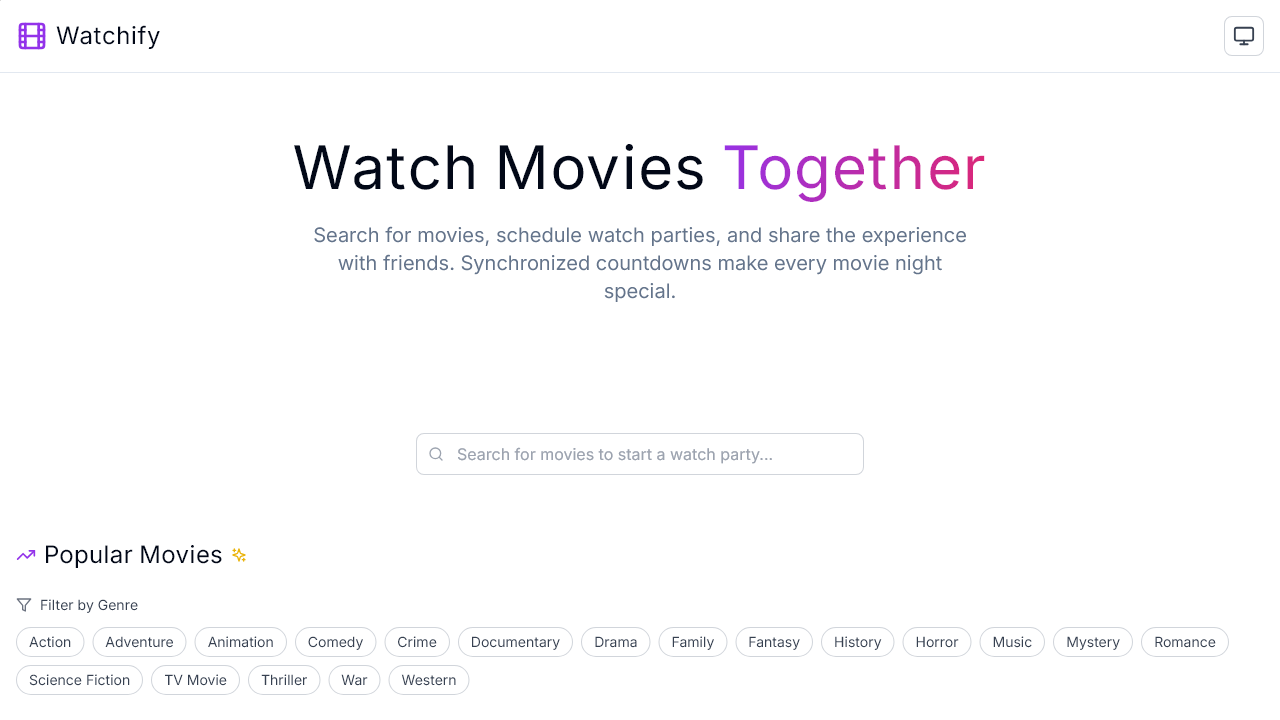 Watchify
Watch Movies Together
Search for movies, schedule watch parties, and share the experience
with friends. Synchronized countdowns make every movie night
special.
Search for movies to start a watch party...
Popular Movies
Filter by Genre
Action Adventure Animation Comedy Crime Documentary Drama Family Fantasy History Horror Music Mystery Romance
Science Fiction TV Movie Thriller War Western